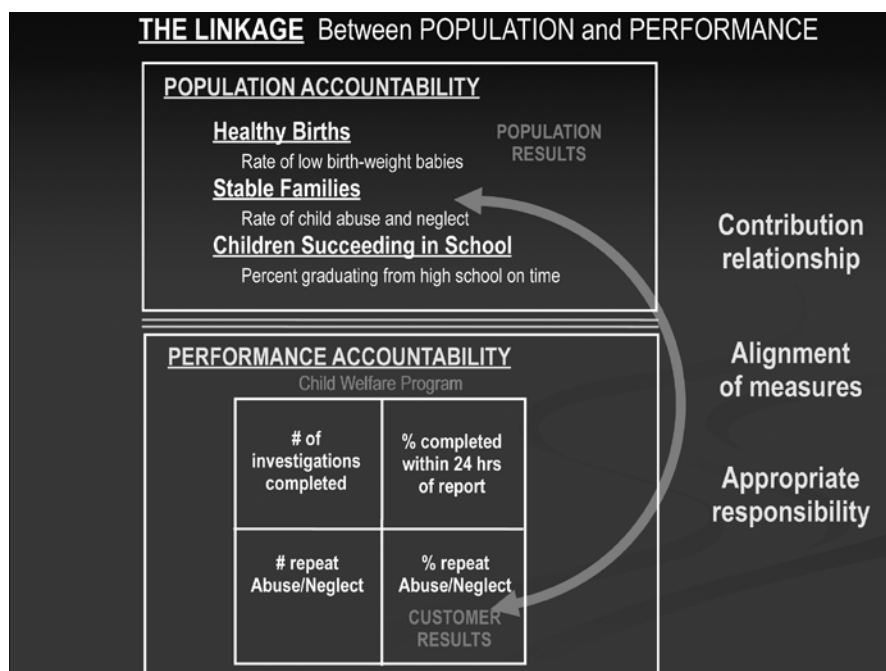 THE LINKAGE Between POPULATION and PERFORMANCE
POPULATION ACCOUNTABILITY
Healthy Births
Rate of low birth-weight babies
Stable Families
Rate of child abuse and neglect
Children Succeeding in School
Percent graduating from high school on time
POPULATION
RESULTS
Contribution
relationship
Alignment
of measures
Appropriate
responsibility
PERFORMANCE ACCOUNTABILITY
Child Welfare Program
# of
investigations
completed
% completed
within 24 hrs
of report
# repeat
Abuse/Neglect
% repeat
Abuse/Neglect
CUSTOMER
RESULTS